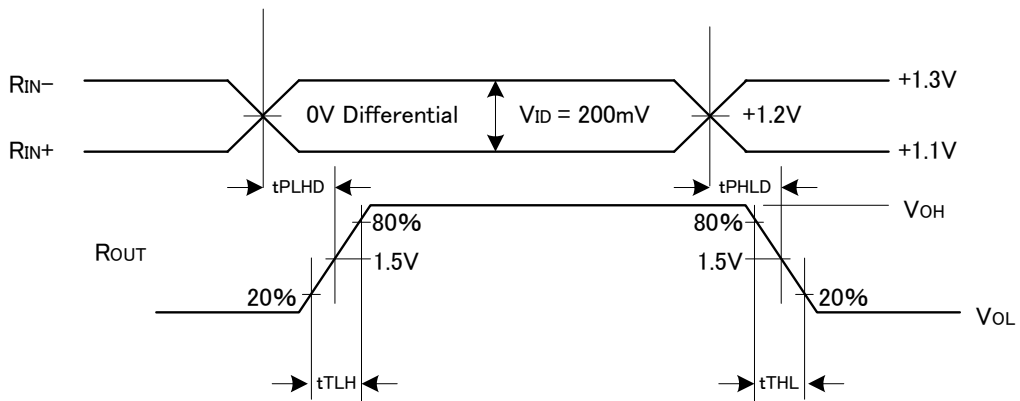 RIN−
+1.3V
0V Differential
VID = 200mV
+1.2V
RIN+
+1.1V
tPLHD
tPHLD
80%
80%
VOH
ROUT
1.5V
1.5V
20%
20%
VOL
tTLH
tTHL